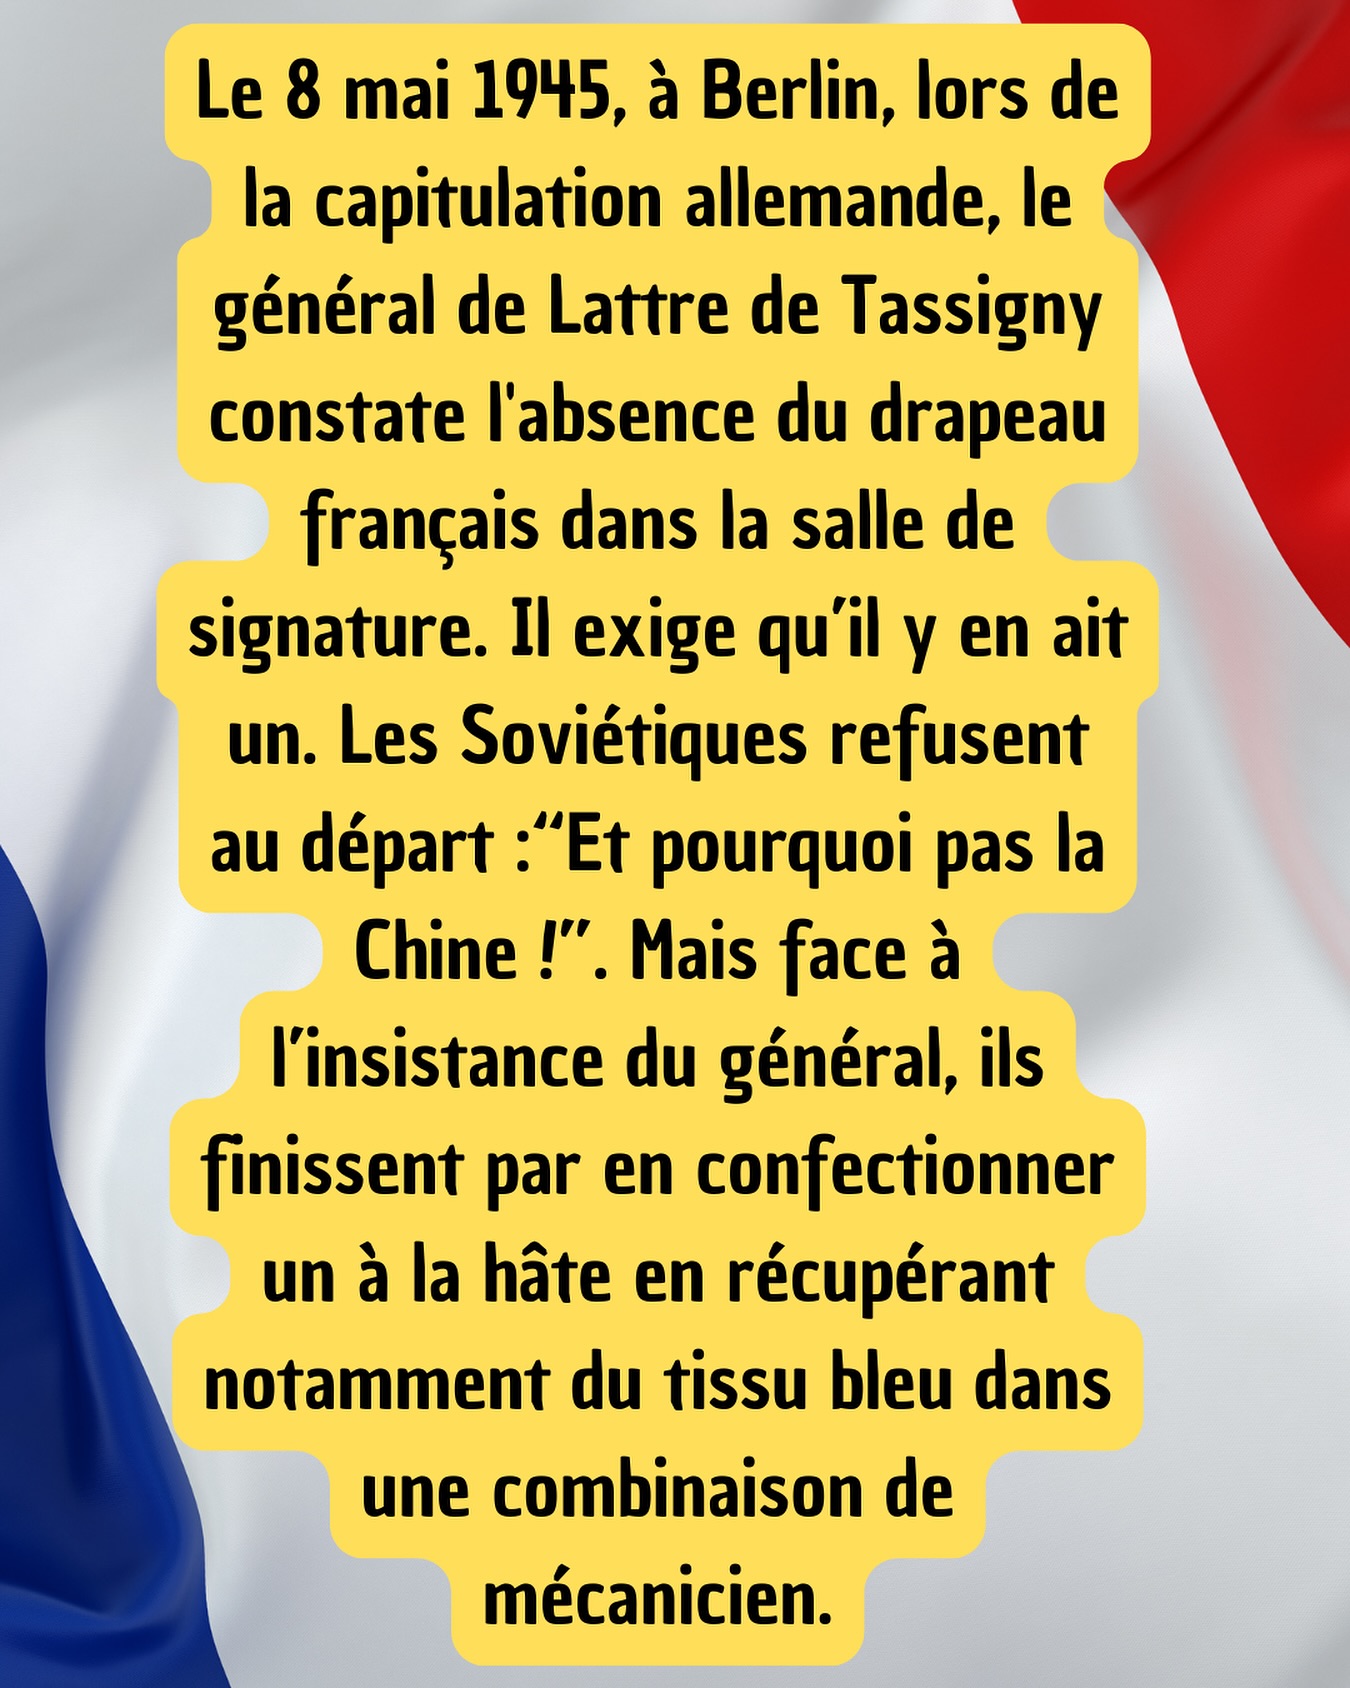 Le 8 mai 1945, à Berlin, lors de
la capitulation allemande, le
général de Lattre de Tassigny
constate l'absence du drapeau
français dans la salle de
signature. Il exige qu’il y en ait
un. Les Soviétiques refusent
au départ :“Et pourquoi pas la
Chine !”. Mais face à
l’insistance du général, ils
finissent par en confectionner
un à la hâte en récupérant
notamment du tissu bleu dans
une combinaison de
mécanicien.